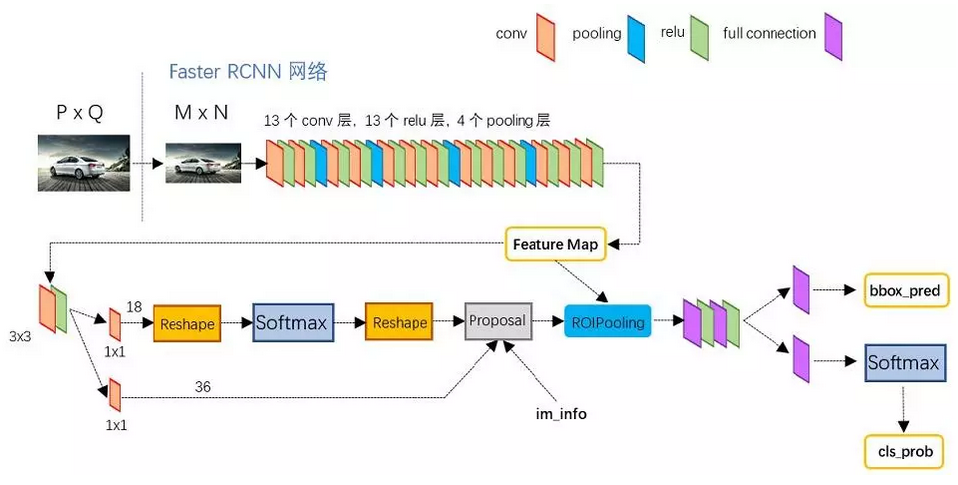 conv
pooling
relu
full connection
Faster RCNN 网络
P x Q
M x N
13 个 conv 层, 13 个 relu 层, 4 个 pooling 层
Feature Map
3x3
18
1x1
Reshape
Softmax
Reshape
Proposal
ROIPooling
bbox_pred
Softmax
36
1x1
im_info
cls_prob